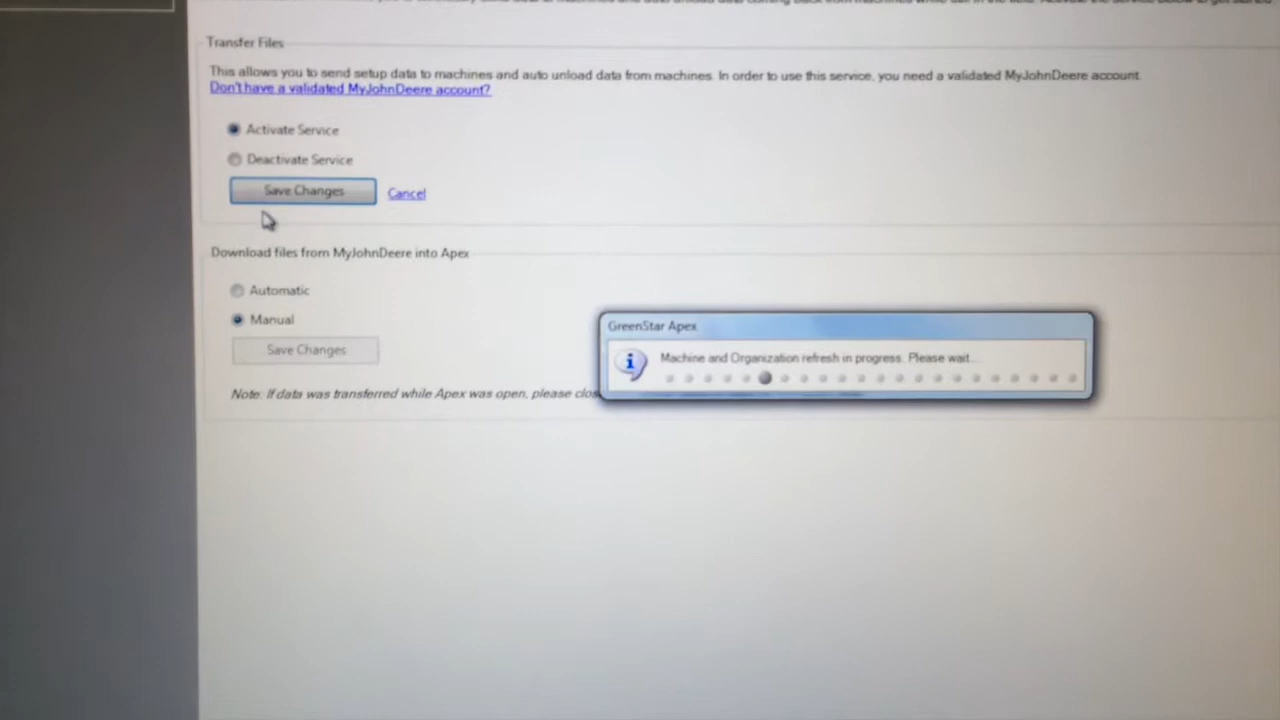 Transfer Files
This allows you to send setup data to machines and auto unload data from machines. In order to use this service, you need a validated MyJohnDeere account.
Don't have a validated MyJohnDeere account?
Activate Service
Deactivate Service
Save Changes
Cancel
Download files from MyJohnDeere into Apex
Automatic
GreenStar Apex
Manual
Machine and Organization refresh in progress. Please wait...
Save Changes
Note: If data was transferred while Apex was open, please clos